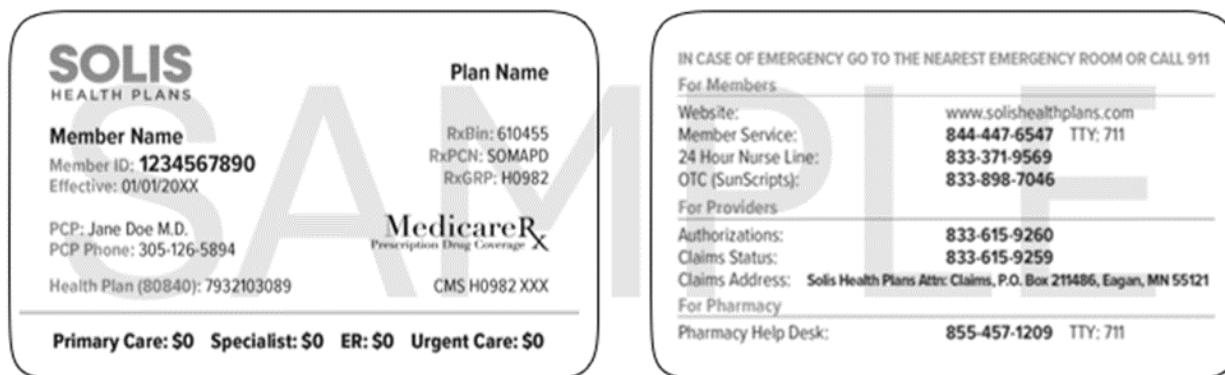 SOLIS
HEALTH PLANS
Plan Name
Member Name
Member ID: 1234567890
Effective: 01/01/20XX
RxBin: 610455
RxPCN: SOMAPD
RxGRP: H0982
PCP: Jane Doe M.D.
PCP Phone: 305-126-5894
MedicareRx
Prescription Drug Coverage
Health Plan (80840): 7932103089
CMS H0982 XXX
Primary Care: $0 Specialist: $0 ER: $0 Urgent Care: $0
IN CASE OF EMERGENCY GO TO THE NEAREST EMERGENCY ROOM OR CALL 911
For Members
Website: www.solishealthplans.com
Member Service: 844-447-6547 TTY: 711
24 Hour Nurse Line: 833-371-9569
OTC (SunScripts): 833-898-7046
For Providers
Authorizations: 833-615-9260
Claims Status: 833-615-9259
Claims Address: Solis Health Plans Attn: Claims, P.O. Box 211486, Eagan, MN 55121
For Pharmacy
Pharmacy Help Desk: 855-457-1209 TTY: 711
SAMPLE